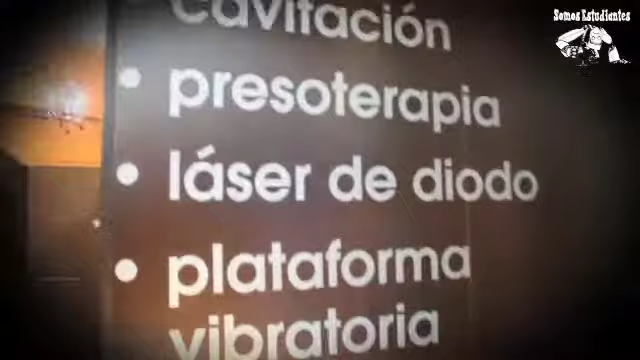 Somos Estudiantes
cavitación
• presoterapia
• láser de diodo
• plataforma
vibratoria